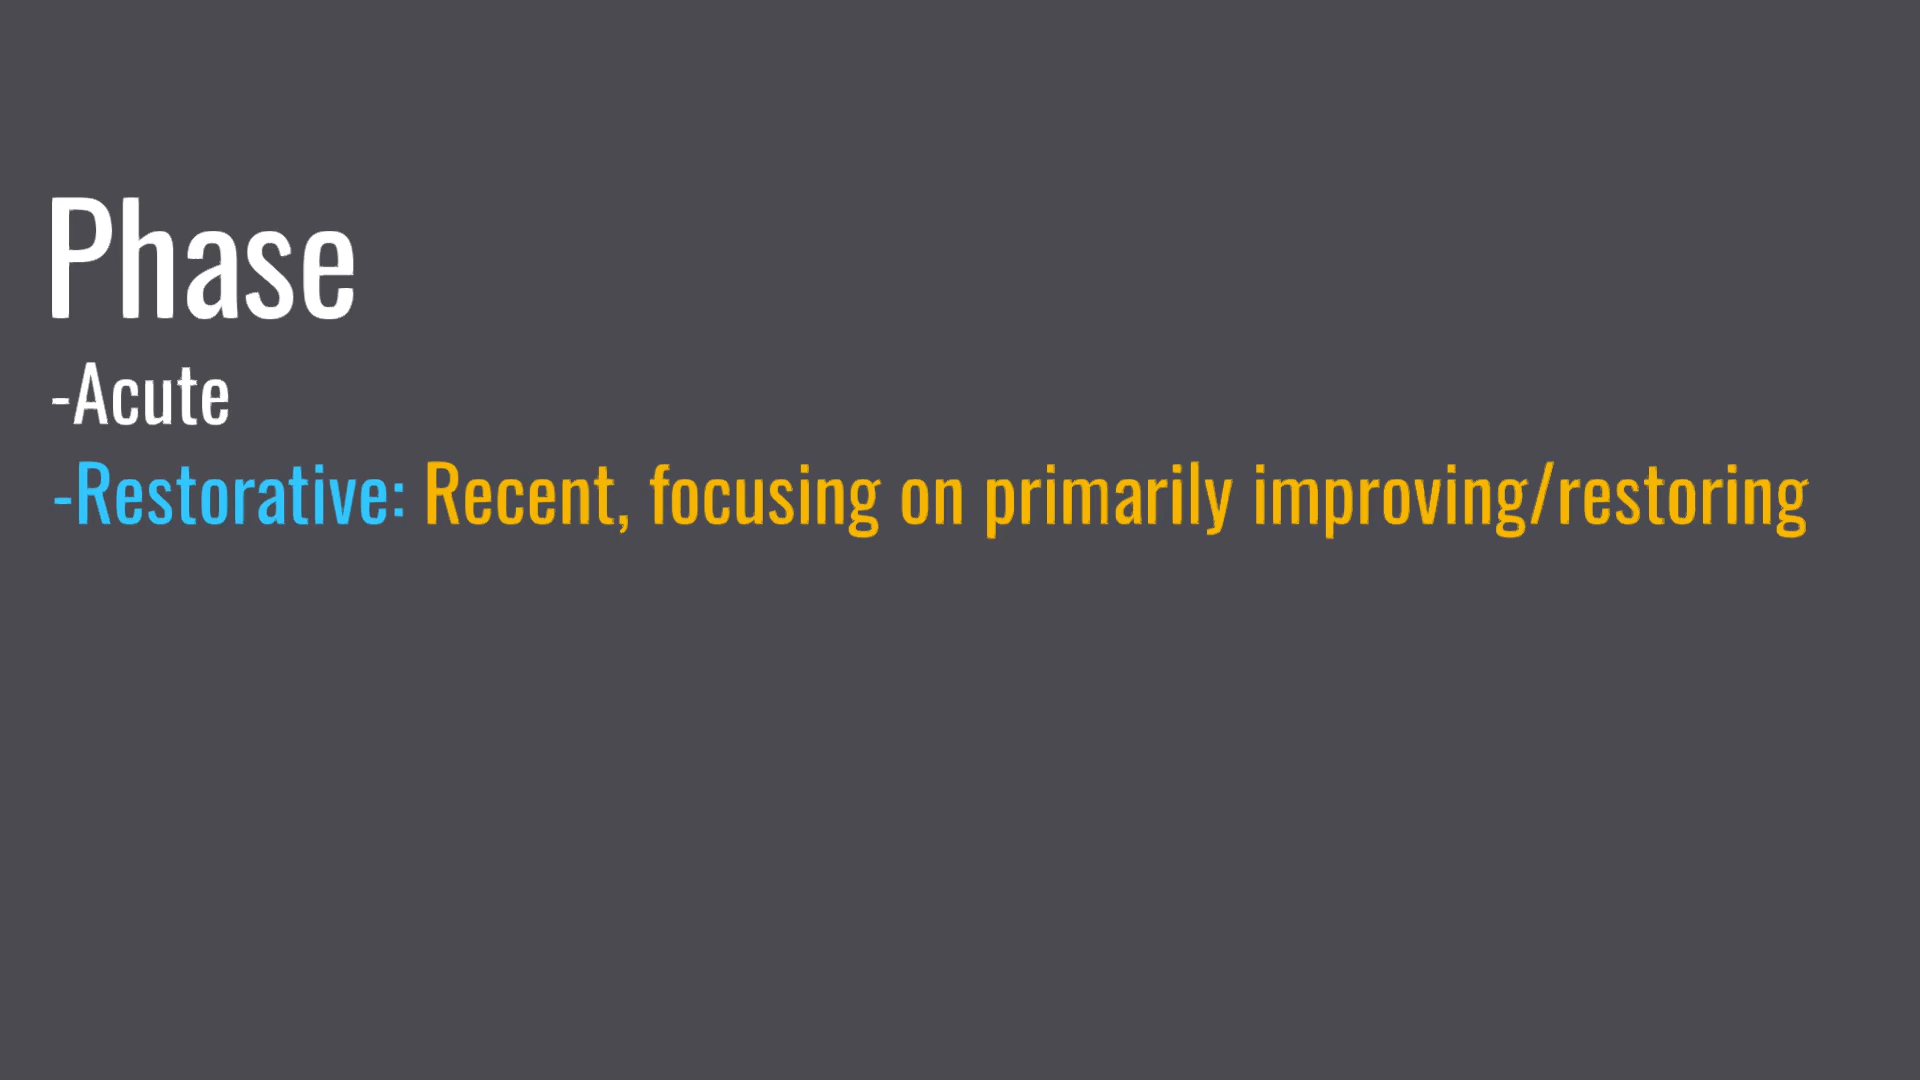 Phase
-Acute
-Restorative: Recent, focusing on primarily improving/restoring